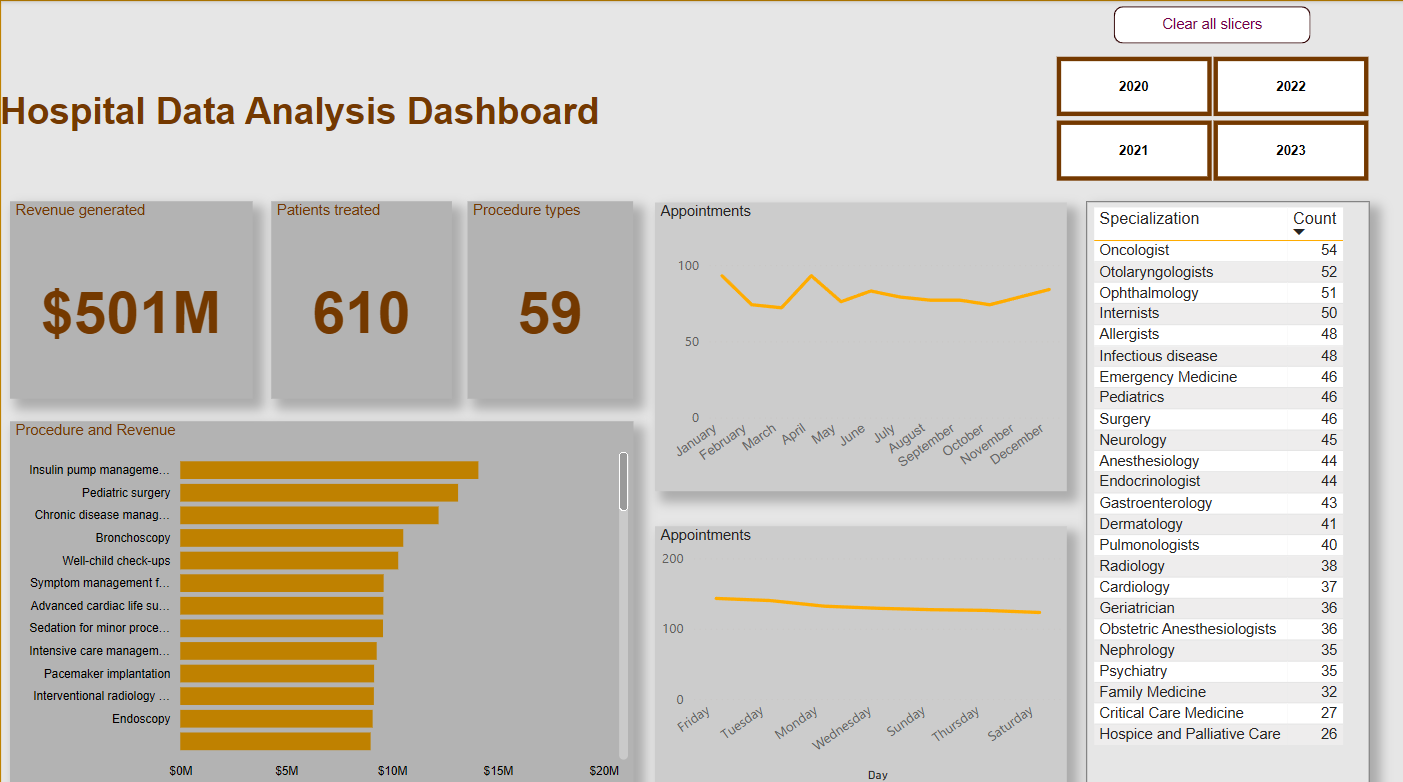 Clear all slicers
2020
2022
2021
2023
Hospital Data Analysis Dashboard
Revenue generated
$501M
Patients treated
610
Procedure types
59
Procedure and Revenue
Insulin pump manageme...
Pediatric surgery
Chronic disease manag...
Bronchoscopy
Well-child check-ups
Symptom management f...
Advanced cardiac life su...
Sedation for minor proce...
Intensive care managem...
Pacemaker implantation
Interventional radiology ...
Endoscopy
$0M $5M $10M $15M $20M
Appointments
100
50
0
January February March April May June July August September October November December
Appointments
200
100
0
Friday Tuesday Monday Wednesday Sunday Thursday Saturday
Day
Specialization Count
Oncologist 54
Otolaryngologists 52
Ophthalmology 51
Internists 50
Allergists 48
Infectious disease 48
Emergency Medicine 46
Pediatrics 46
Surgery 46
Neurology 45
Anesthesiology 44
Endocrinologist 44
Gastroenterology 43
Dermatology 41
Pulmonologists 40
Radiology 38
Cardiology 37
Geriatrician 36
Obstetric Anesthesiologists 36
Nephrology 35
Psychiatry 35
Family Medicine 32
Critical Care Medicine 27
Hospice and Palliative Care 26